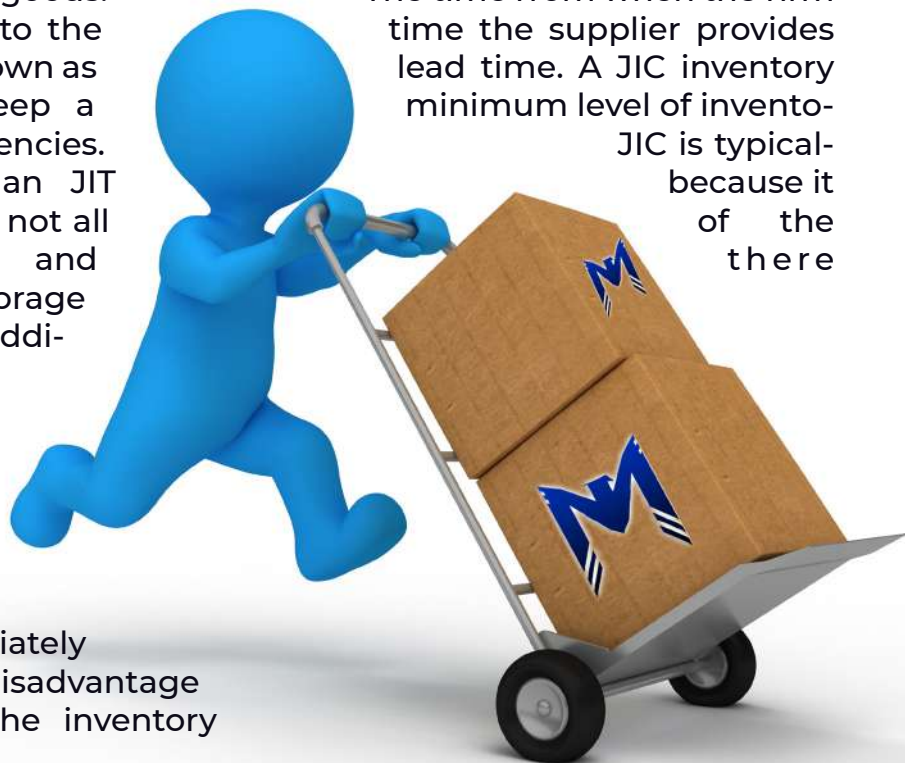 goods.
to the
own as
eep a
encies.
an JIT
not all
and
orage
ddi-
iately
isadvantage
he inventory
time the supplier provides
lead time. A JIC inventory
minimum level of invento-
JIC is typical-
because it
of the
there
M
M